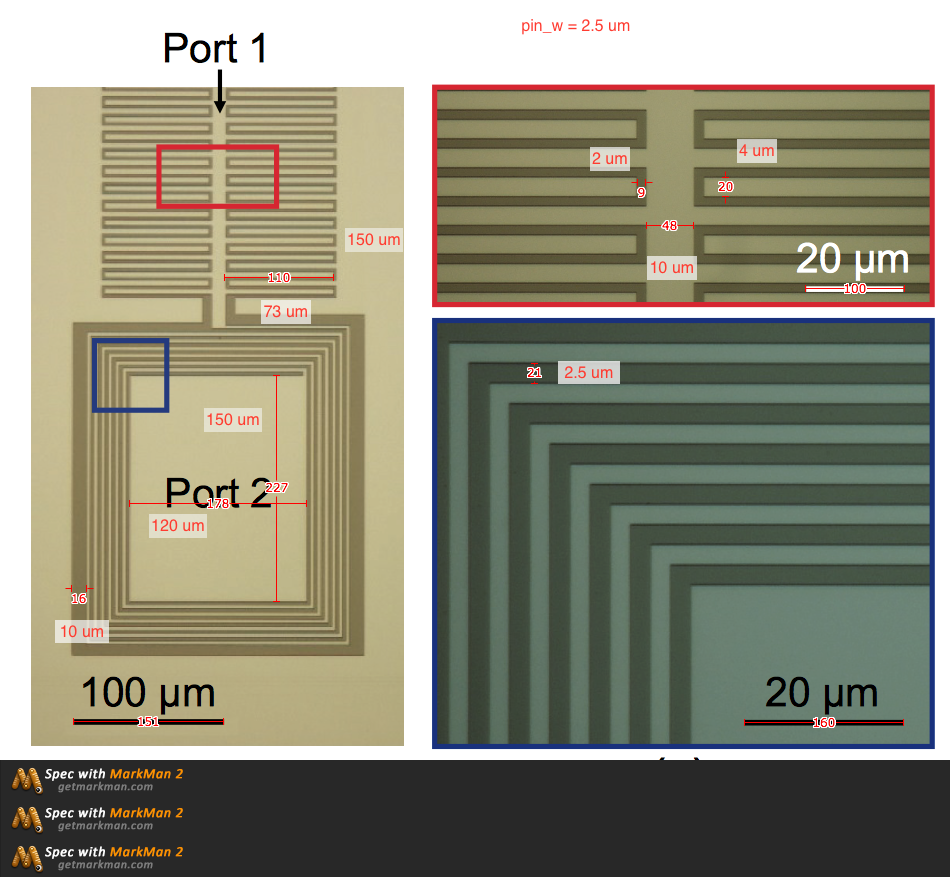 pin_w = 2.5 um
Port 1
2 um
4 um
9
20
150 um
48
10 um
20 µm
100
110
73 um
21
2.5 um
150 um
Port 2
227
178
120 um
16
10 um
100 µm
151
20 µm
160
Spec with MarkMan 2
getmarkman.com
Spec with MarkMan 2
getmarkman.com
Spec with MarkMan 2
getmarkman.com